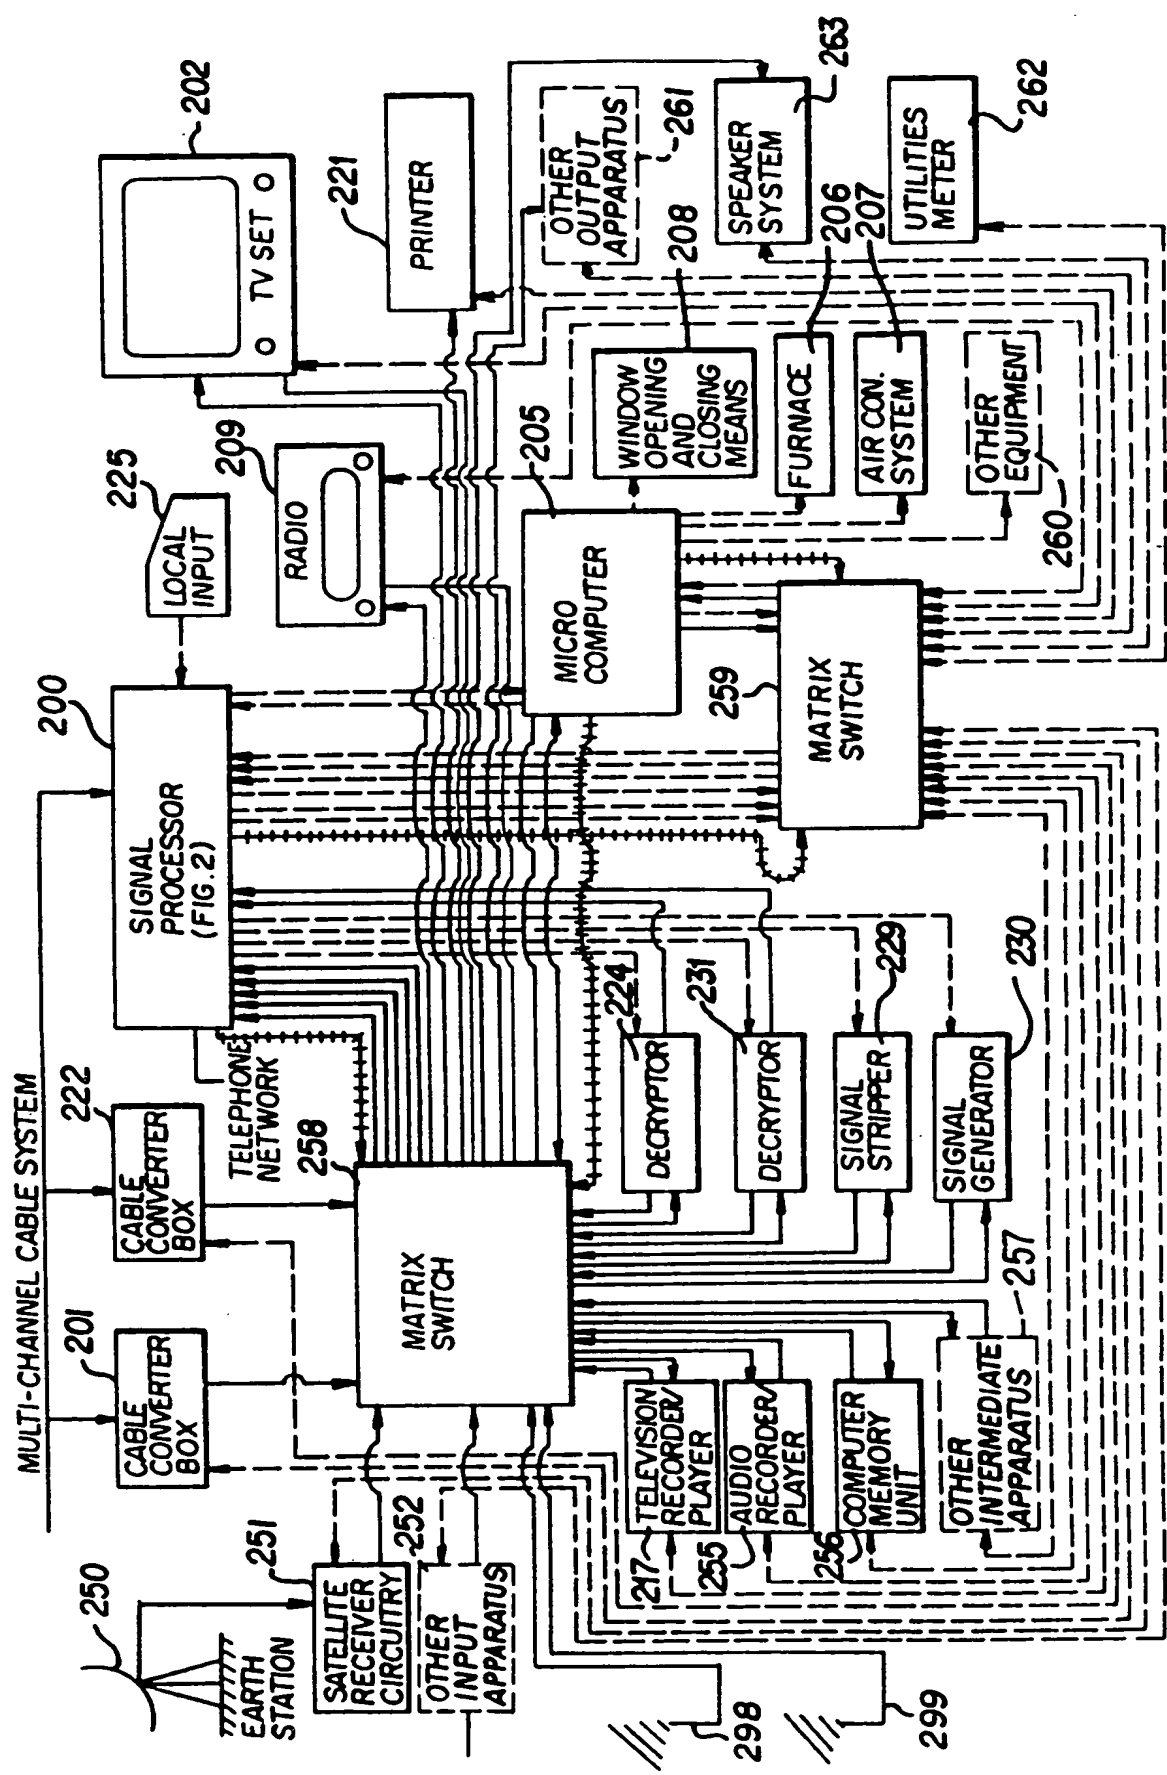 MULTI-CHANNEL CABLE SYSTEM
250
EARTH
STATION
251
SATELLITE
RECEIVER
CIRCUITRY
252
OTHER
INPUT
APPARATUS
201
CABLE
CONVERTER
BOX
222
CABLE
CONVERTER
BOX
TELEPHONE
NETWORK
200
SIGNAL
PROCESSOR
(FIG.2)
225
LOCAL
INPUT
209
RADIO
202
TV SET
221
PRINTER
258
MATRIX
SWITCH
205
MICRO
COMPUTER
OTHER
OUTPUT
APPARATUS
261
208
WINDOW
OPENING
AND
CLOSING
MEANS
SPEAKER
SYSTEM
263
206
FURNACE
207
AIR CON.
SYSTEM
UTILITIES
METER
262
OTHER
EQUIPMENT
260
259
MATRIX
SWITCH
224
DECRYPTOR
231
DECRYPTOR
SIGNAL
STRIPPER
229
SIGNAL
GENERATOR
230
TELEVISION
RECORDER/
PLAYER
217
AUDIO
RECORDER/
PLAYER
255
COMPUTER
MEMORY
UNIT
256
OTHER
INTERMEDIATE
APPARATUS
257
298
299